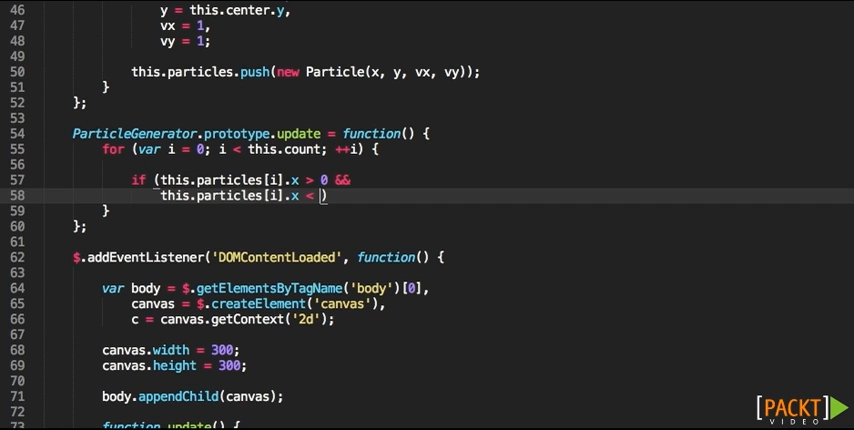 46 y = this.center.y,
47 vx = 1,
48 vy = 1;
49
50 this.particles.push(new Particle(x, y, vx, vy));
51 }
52 };
53
54 ParticleGenerator.prototype.update = function() {
55 for (var i = 0; i < this.count; ++i) {
56
57 if (this.particles[i].x > 0 &&
58 this.particles[i].x < )
59 }
60 };
61
62 $.addEventListener('DOMContentLoaded', function() {
63
64 var body = $.getElementsByTagName('body')[0],
65 canvas = $.createElement('canvas'),
66 c = canvas.getContext('2d');
67
68 canvas.width = 300;
69 canvas.height = 300;
70
71 body.appendChild(canvas);
72
73 function update() {
[PACKT]
VIDEO